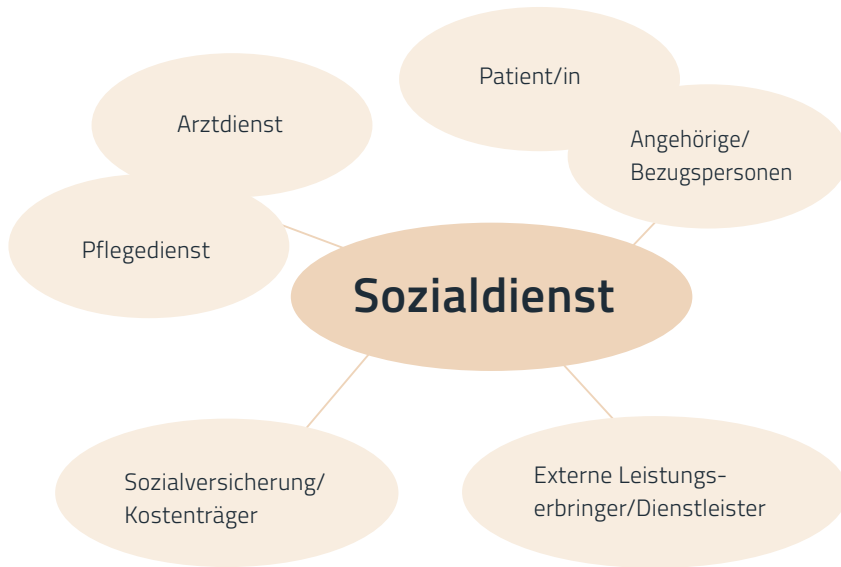 Patient/in
Arztdienst
Angehörige/
Bezugspersonen
Pflegedienst
Sozialdienst
Sozialversicherung/
Kostenträger
Externe Leistungs-
erbringer/Dienstleister